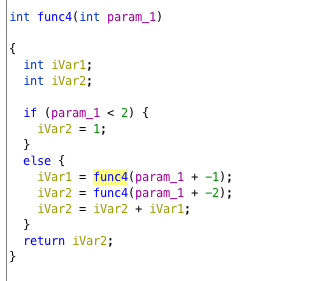 int func4(int param_1)
{
int iVar1;
int iVar2;
if (param_1 < 2) {
iVar2 = 1;
}
else {
iVar1 = func4(param_1 + -1);
iVar2 = func4(param_1 + -2);
iVar2 = iVar2 + iVar1;
}
return iVar2;
}